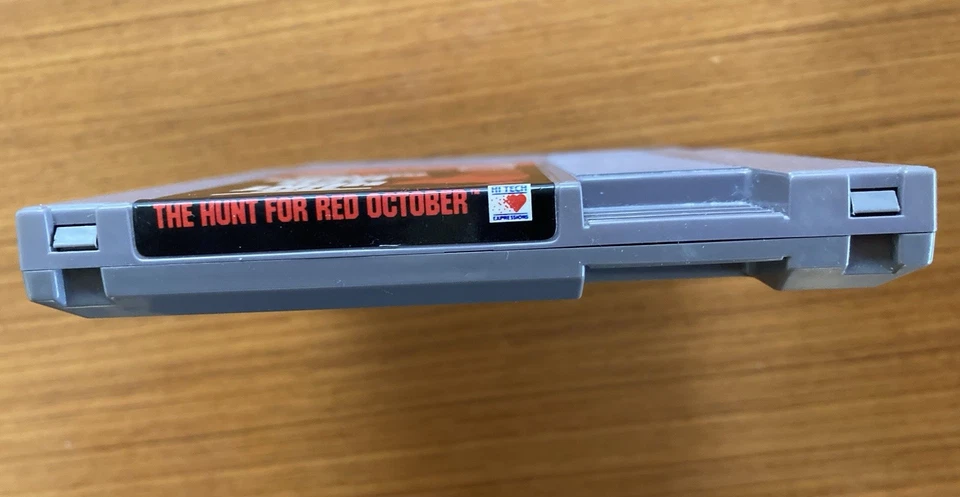 THE HUNT FOR RED OCTOBER™
HI TECH
EXPRESSIONS